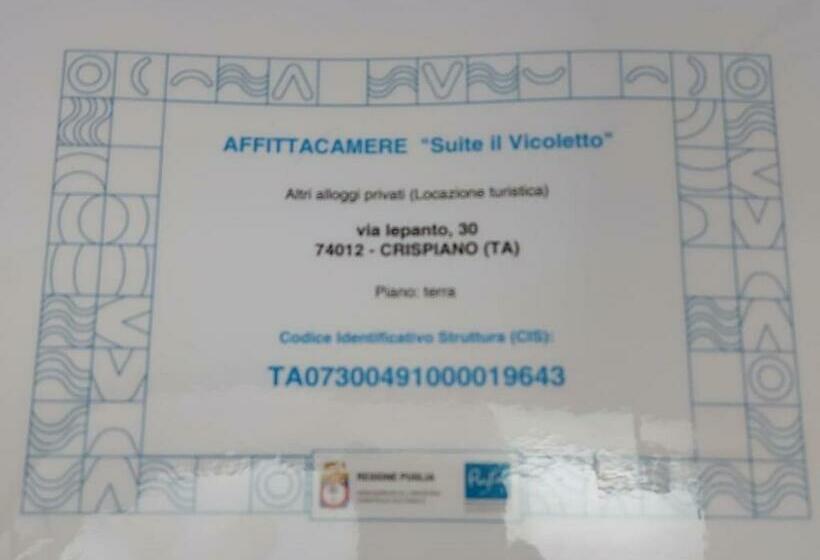 AFFITTACAMERE "Suite il Vicoletto"
Altri alloggi privati (Locazione turistica)
via lepanto, 30
74012 - CRISPIANO (TA)
Piano: terra
Codice Identificativo Struttura (CIS):
TA07300491000019643
REGIONE PUGLIA